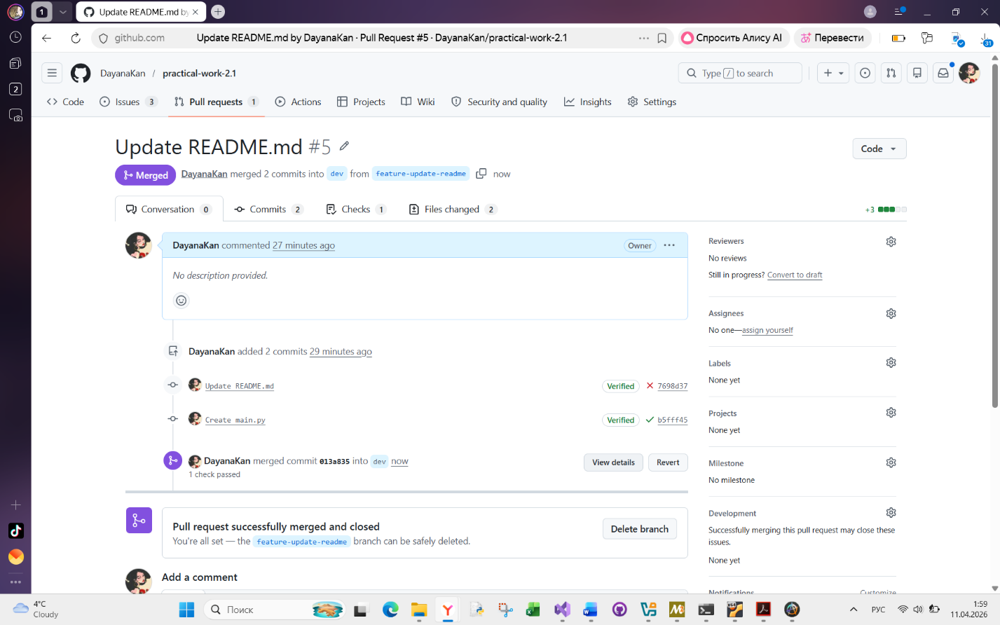 1
Update README.md by
github.com
Update README.md by DayanaKan · Pull Request #5 · DayanaKan/practical-work-2.1
Спросить Алису AI
Перевести
31
2
DayanaKan / practical-work-2.1
Type / to search
Code
Issues 3
Pull requests 1
Actions
Projects
Wiki
Security and quality
Insights
Settings
Update README.md #5
Code
Merged
DayanaKan merged 2 commits into dev from feature-update-readme now
Conversation 0
Commits 2
Checks 1
Files changed 2
+3
DayanaKan commented 27 minutes ago
Owner
No description provided.
DayanaKan added 2 commits 29 minutes ago
Update README.md
Verified
7698d37
Create main.py
Verified
b5fff45
DayanaKan merged commit 013a835 into dev now
1 check passed
View details
Revert
Pull request successfully merged and closed
You're all set — the feature-update-readme branch can be safely deleted.
Delete branch
Add a comment
Reviewers
No reviews
Still in progress? Convert to draft
Assignees
No one—assign yourself
Labels
None yet
Projects
None yet
Milestone
No milestone
Development
Successfully merging this pull request may close these
issues.
None yet
Notifications
Customize
4°C
Cloudy
Поиск
РУС
1:59
11.04.2026